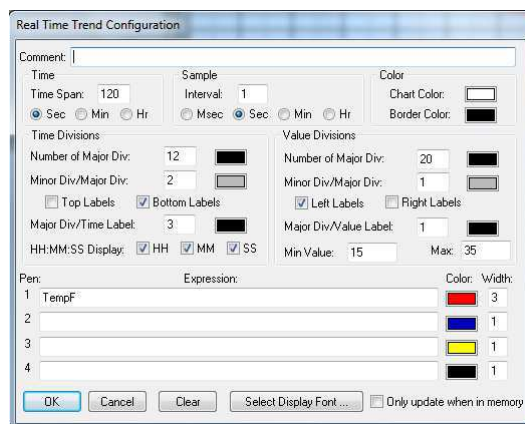 Real Time Trend Configuration
Comment:
Time Sample Color
Time Span: 120 Interval: 1 Chart Color:
Sec Min Hr Msec Sec Min Hr Border Color:
Time Divisions Value Divisions
Number of Major Div: 12 Number of Major Div: 20
Minor Div/Major Div: 2 Minor Div/Major Div: 1
Top Labels Bottom Labels Left Labels Right Labels
Major Div/Time Label: 3 Major Div/Value Label: 1
HH:MM:SS Display: HH MM SS Min Value: 15 Max: 35
Pen: Expression: Color: Width:
1 TempF 3
2 1
3 1
4 1
OK Cancel Clear Select Display Font ... Only update when in memory